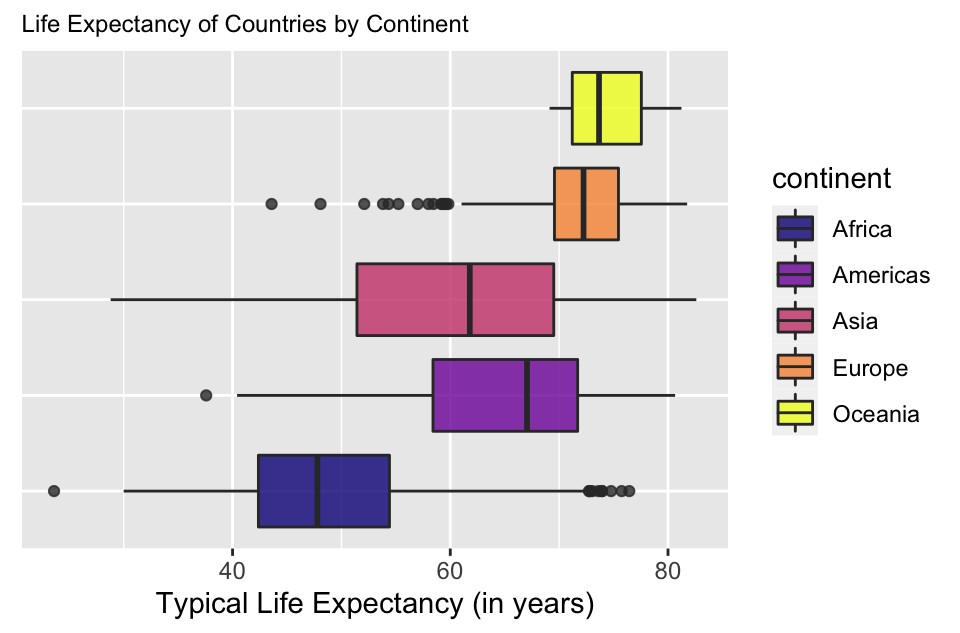 Life Expectancy of Countries by Continent
continent
Africa
Americas
Asia
Europe
Oceania
40 60 80
Typical Life Expectancy (in years)